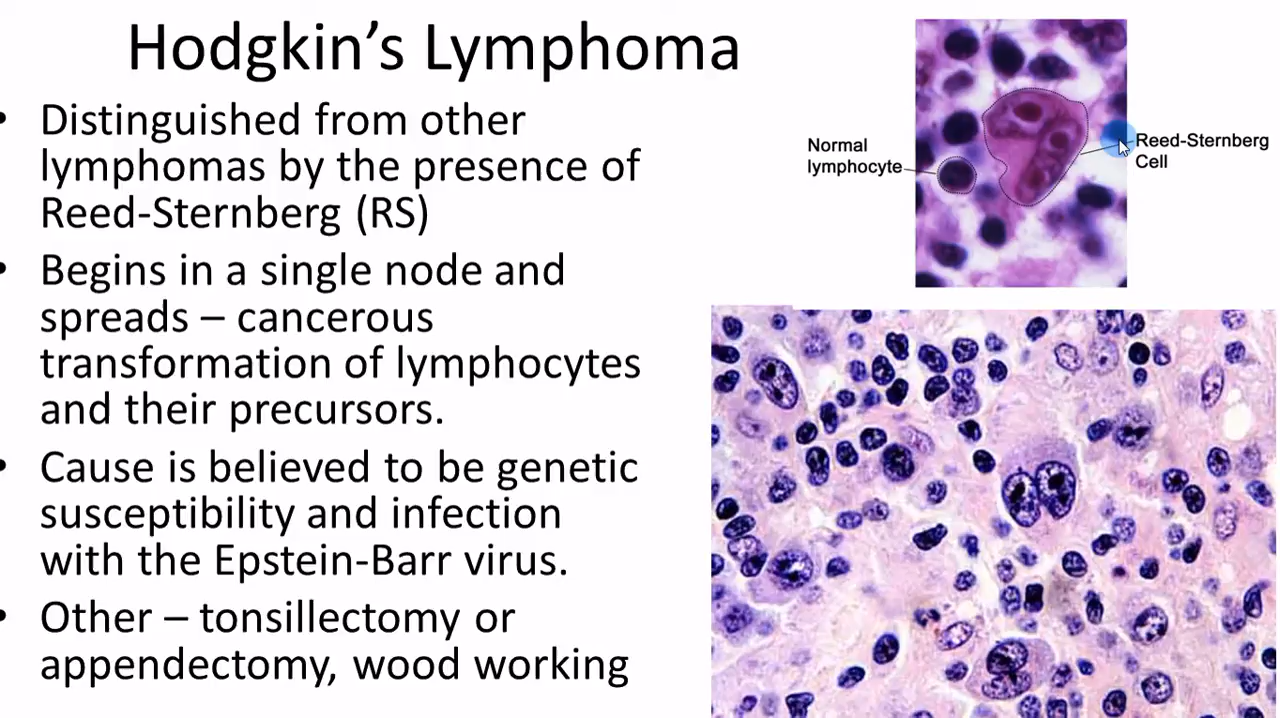 Hodgkin’s Lymphoma
• Distinguished from other
lymphomas by the presence of
Reed-Sternberg (RS)
• Begins in a single node and
spreads – cancerous
transformation of lymphocytes
and their precursors.
• Cause is believed to be genetic
susceptibility and infection
with the Epstein-Barr virus.
• Other – tonsillectomy or
appendectomy, wood working
Normal
lymphocyte
Reed-Sternberg
Cell